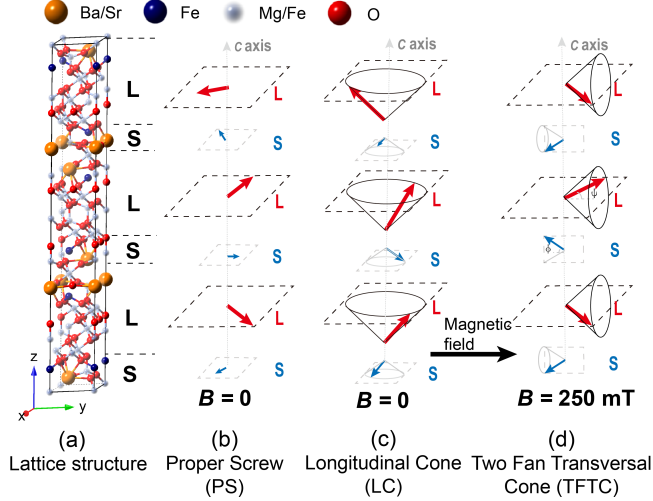 Ba/Sr Fe Mg/Fe O
c axis c axis c axis
L L L L
S S S S
L L L L
S S S S
L L L L
Magnetic
field
S S S S
z
y
x
B = 0 B = 0 B = 250 mT
(a) (b) (c) (d)
Lattice structure Proper Screw Longitudinal Cone Two Fan Transversal
(PS) (LC) Cone (TFTC)